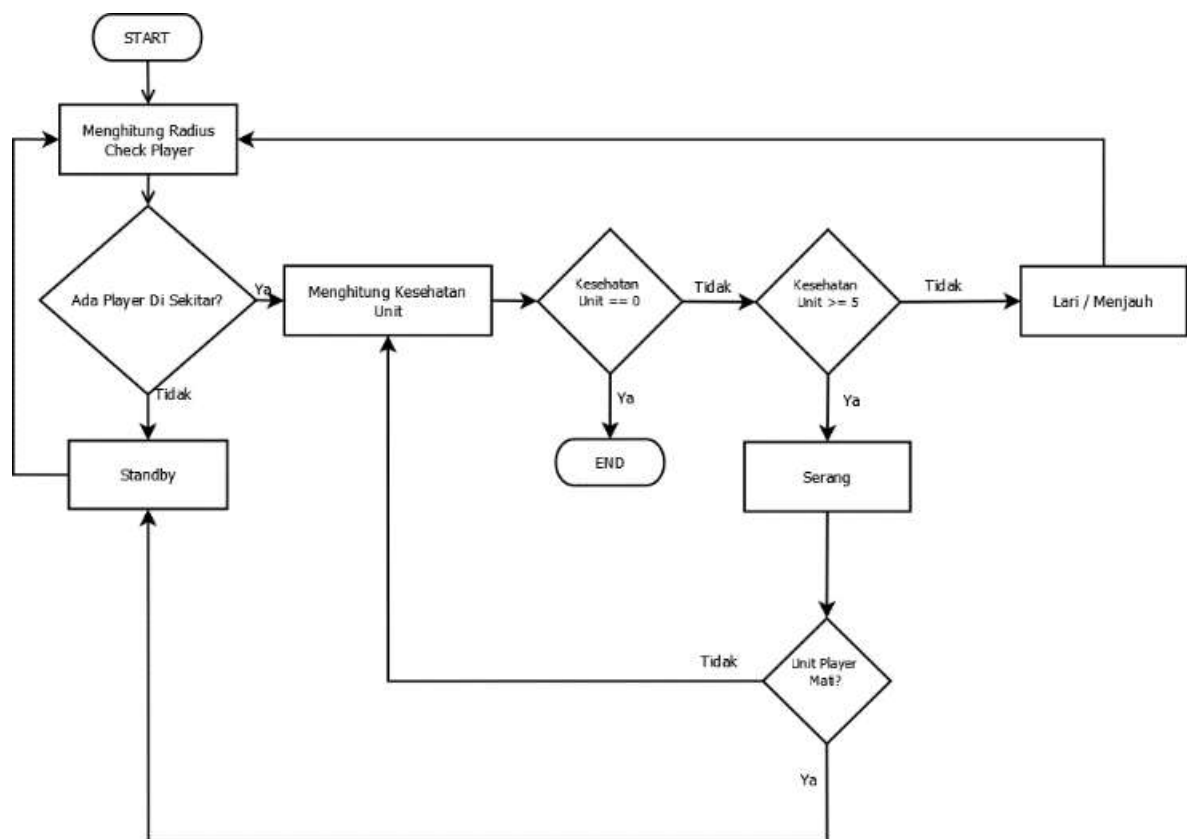 START
Menghitung Radius
Check Player
Ada Player Di Sekitar?
Ya
Menghitung Kesehatan
Unit
Kesehatan
Unit == 0
Tidak
Kesehatan
Unit >= 5
Tidak
Lari / Menjauh
Tidak
Ya
Ya
Standby
END
Serang
Tidak
Unit Player
Mati?
Ya